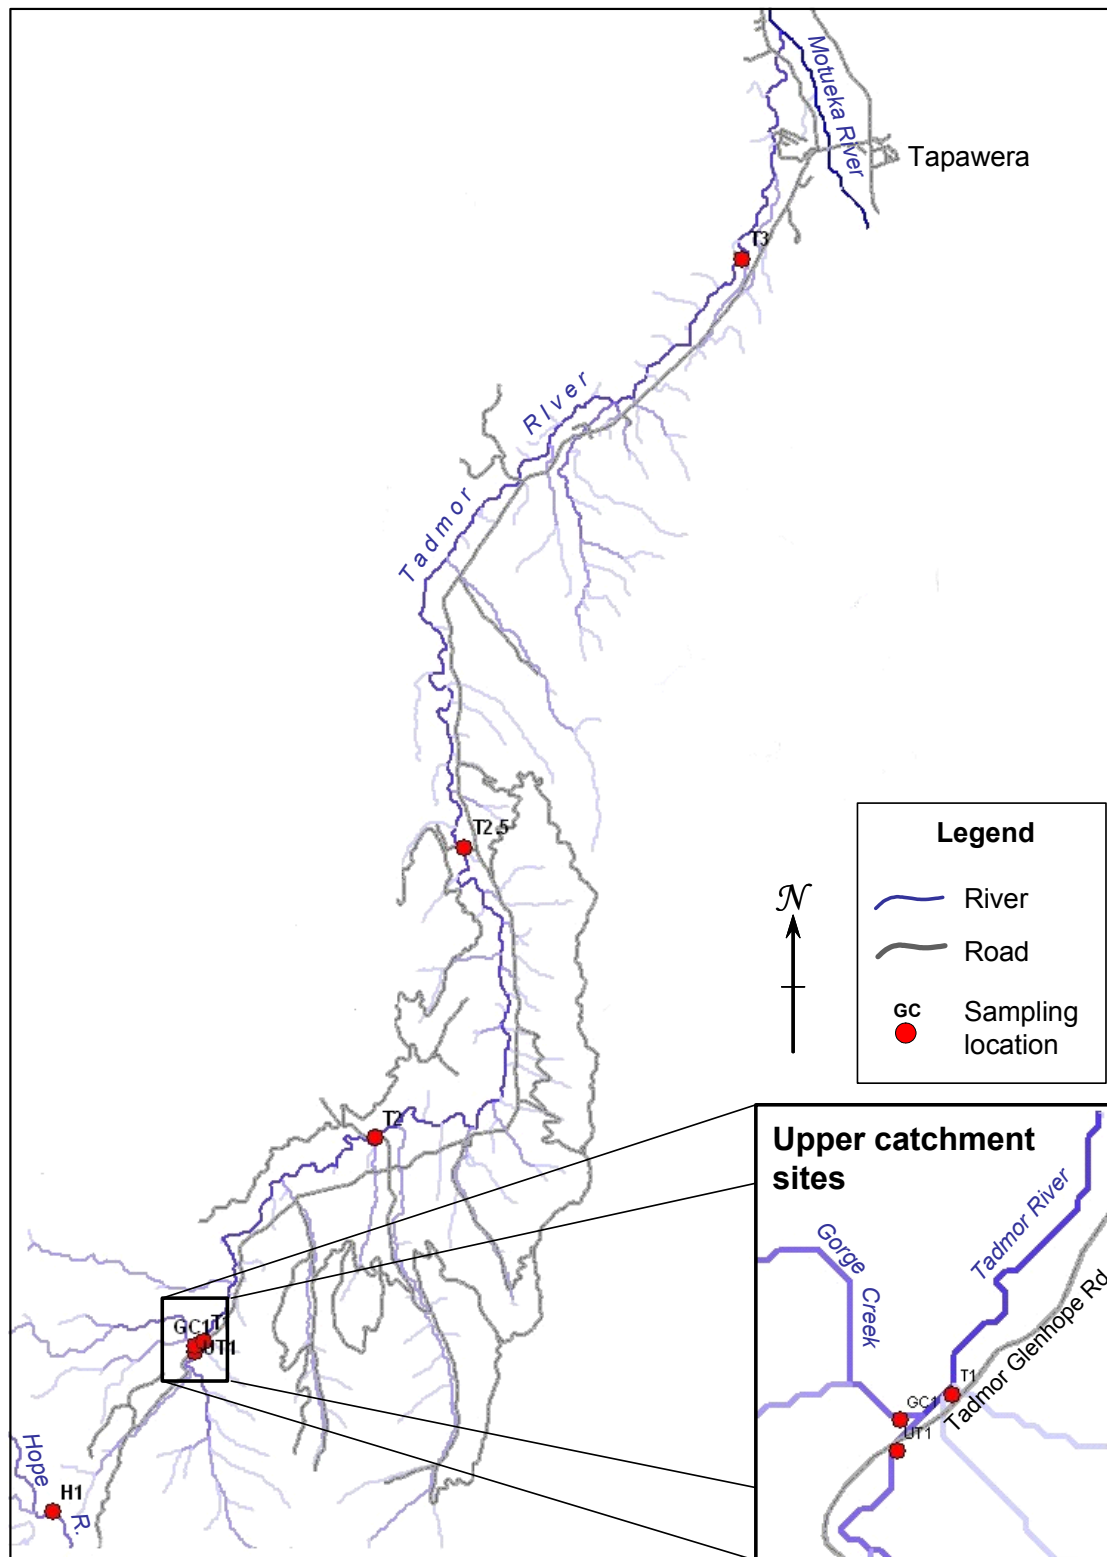 Motueka River
Tapawera
T3
Tadmor RIver
T2.5
Legend
N
River
Road
GC
Sampling
location
T2
Upper catchment
sites
Gorge
Creek
Tadmor River
Tadmor Glenhope Rd
T1
GC1
UT1
GC1
T
UT1
Hope
R.
H1